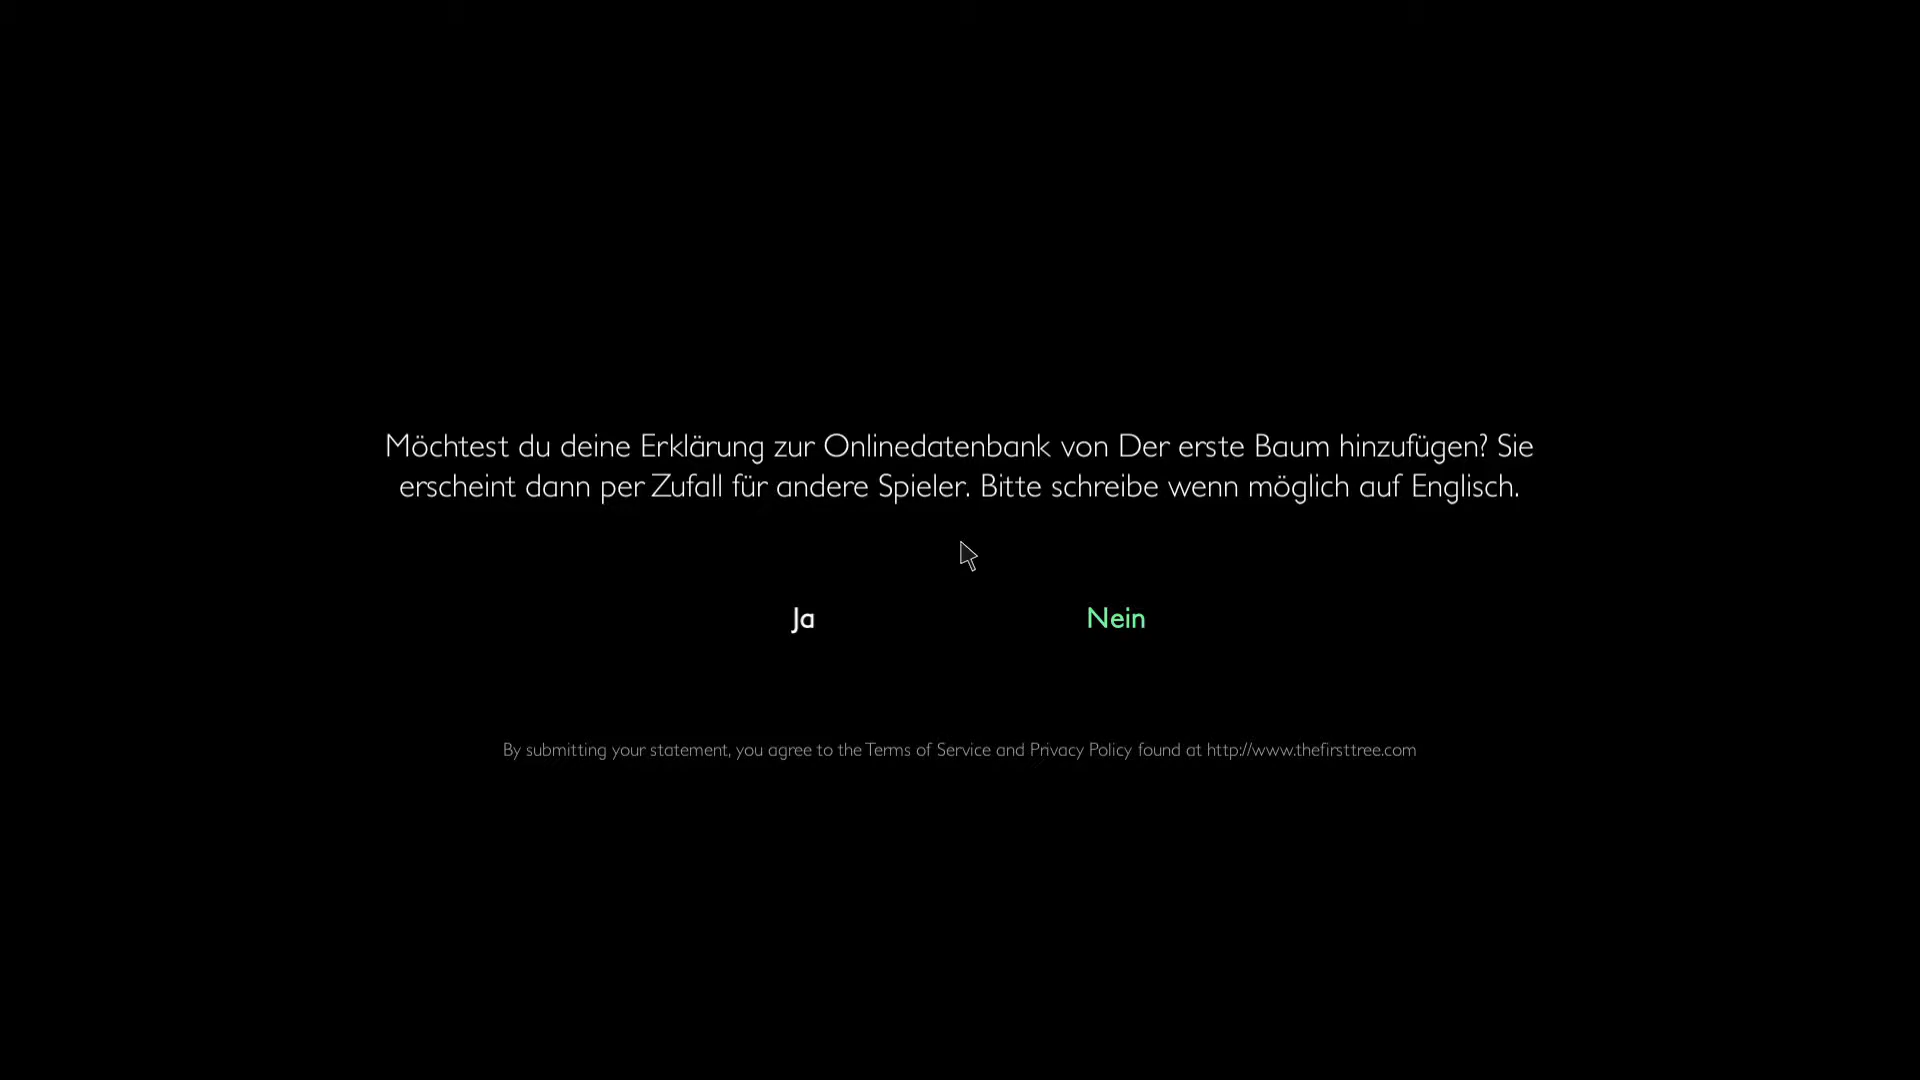 Möchtest du deine Erklärung zur Onlinedatenbank von Der erste Baum hinzufügen? Sie
erscheint dann per Zufall für andere Spieler. Bitte schreibe wenn möglich auf Englisch.
Ja
Nein
By submitting your statement, you agree to the Terms of Service and Privacy Policy found at http://www.thefirsttree.com